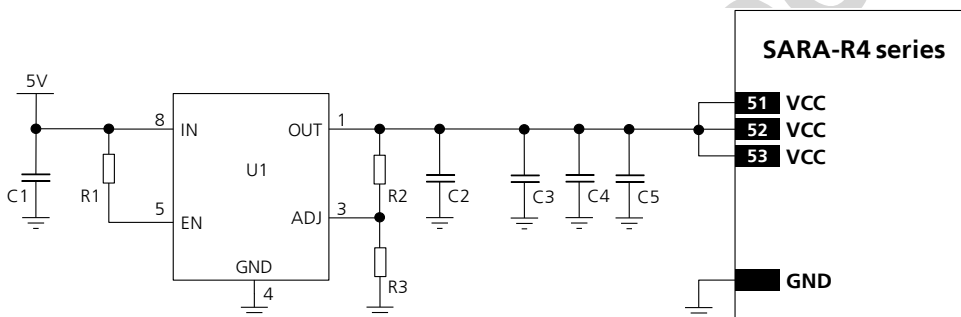 SARA-R4 series
5V
51 VCC
52 VCC
53 VCC
8 IN
OUT 1
U1
C1
R1
R2
C2
C3
C4
C5
5 EN
ADJ 3
GND
4
R3
GND